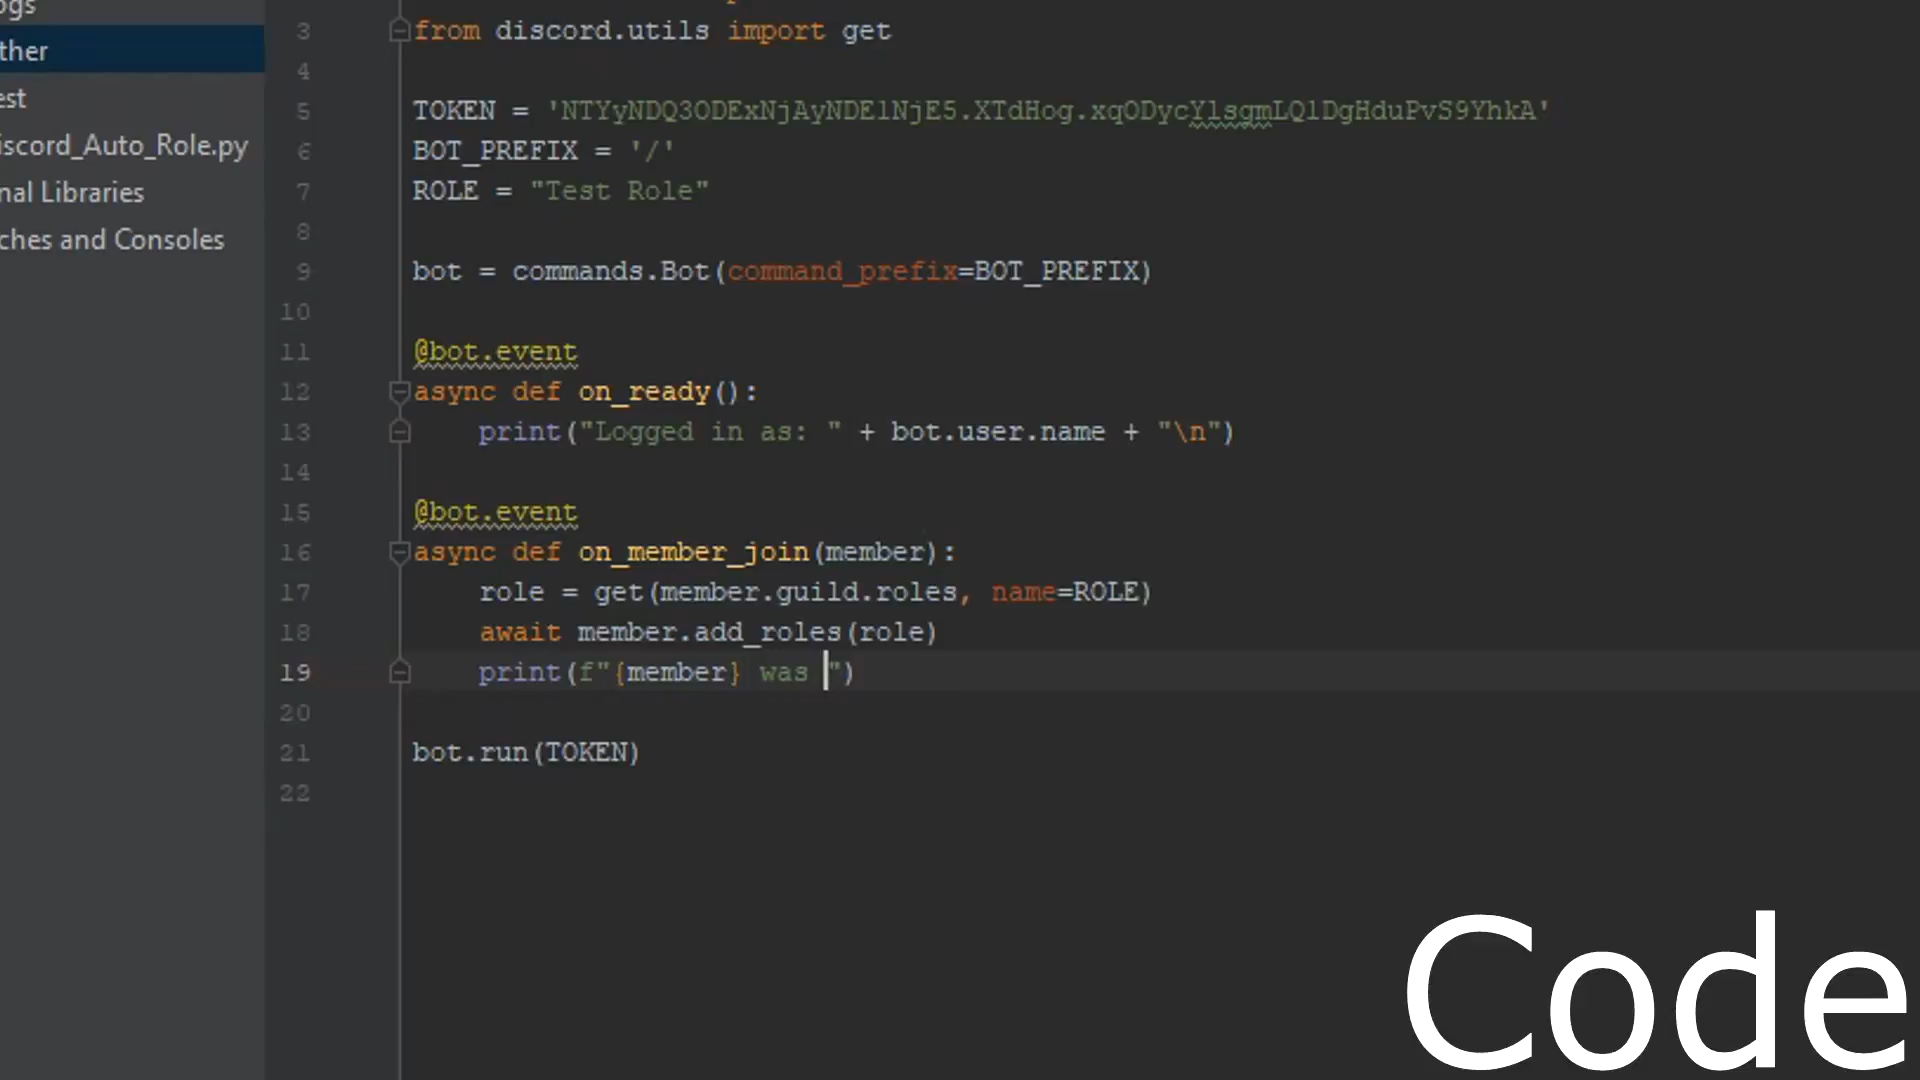 ogs
ther
est
iscord_Auto_Role.py
nal Libraries
ches and Consoles
3 from discord.utils import get
4
5 TOKEN = ''
6 BOT_PREFIX = '/'
7 ROLE = "Test Role"
8
9 bot = commands.Bot(command_prefix=BOT_PREFIX)
10
11 @bot.event
12 async def on_ready():
13 print("Logged in as: " + bot.user.name + "\n")
14
15 @bot.event
16 async def on_member_join(member):
17 role = get(member.guild.roles, name=ROLE)
18 await member.add_roles(role)
19 print(f"{member} was ")
20
21 bot.run(TOKEN)
22
Code